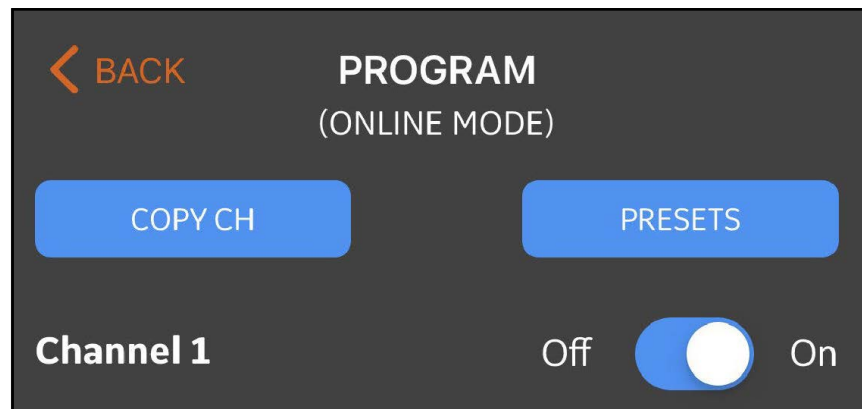 BACK PROGRAM
(ONLINE MODE)
COPY CH PRESETS
Channel 1 Off On